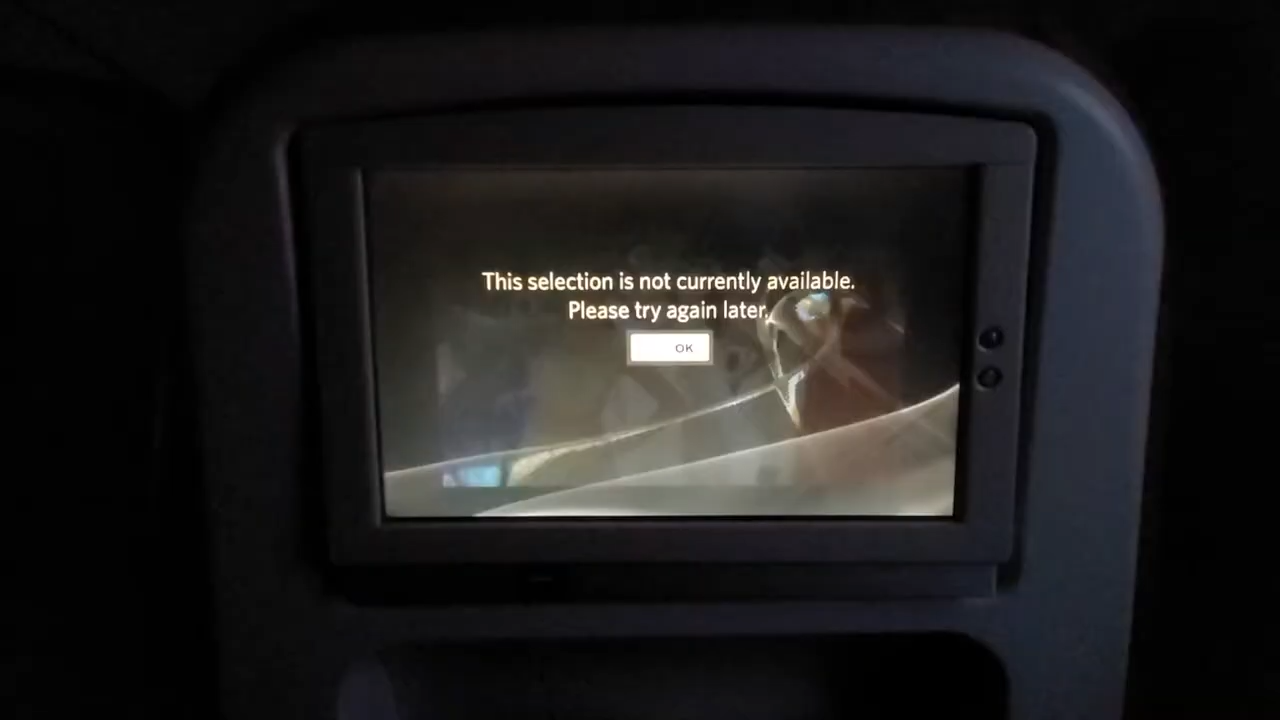 This selection is not currently available.
Please try again later.
OK